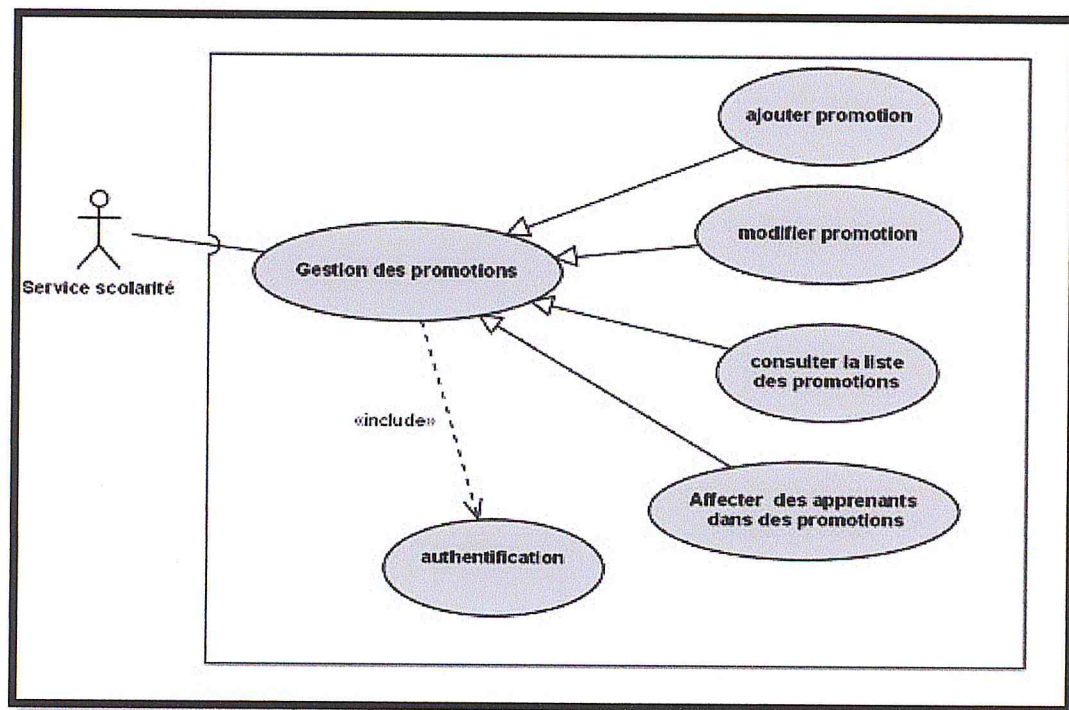 ajouter promotion
modifier promotion
Gestion des promotions
Service scolarité
consulter la liste
des promotions
«include»
Affecter des apprenants
dans des promotions
authentification